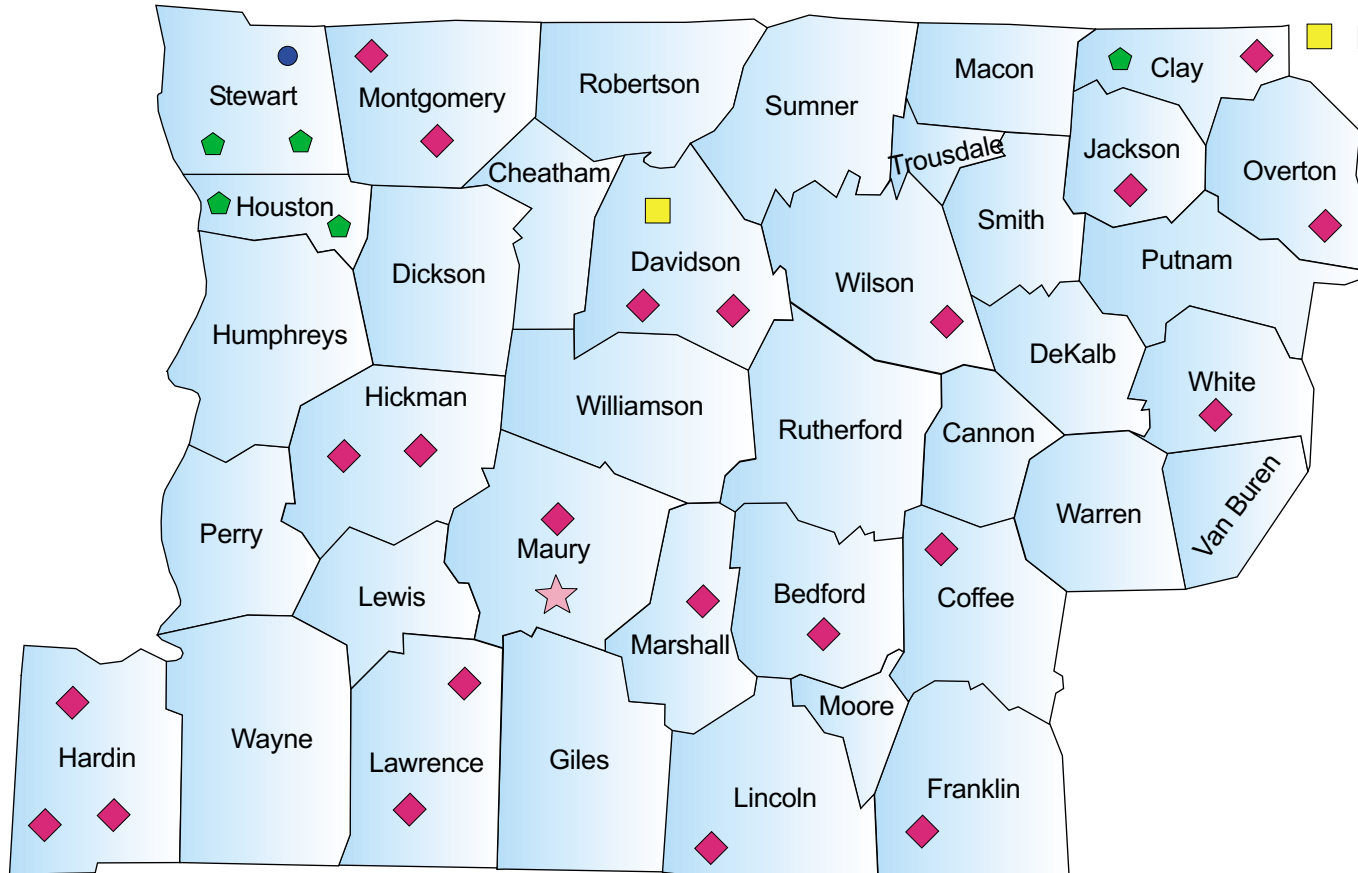 Stewart
Montgomery
Robertson
Sumner
Macon
Clay
Cheatham
Trousdale
Jackson
Overton
Houston
Smith
Dickson
Davidson
Wilson
Putnam
Humphreys
DeKalb
Hickman
Williamson
Rutherford
Cannon
White
Perry
Maury
Warren
Van Buren
Lewis
Marshall
Bedford
Coffee
Moore
Hardin
Wayne
Lawrence
Giles
Lincoln
Franklin